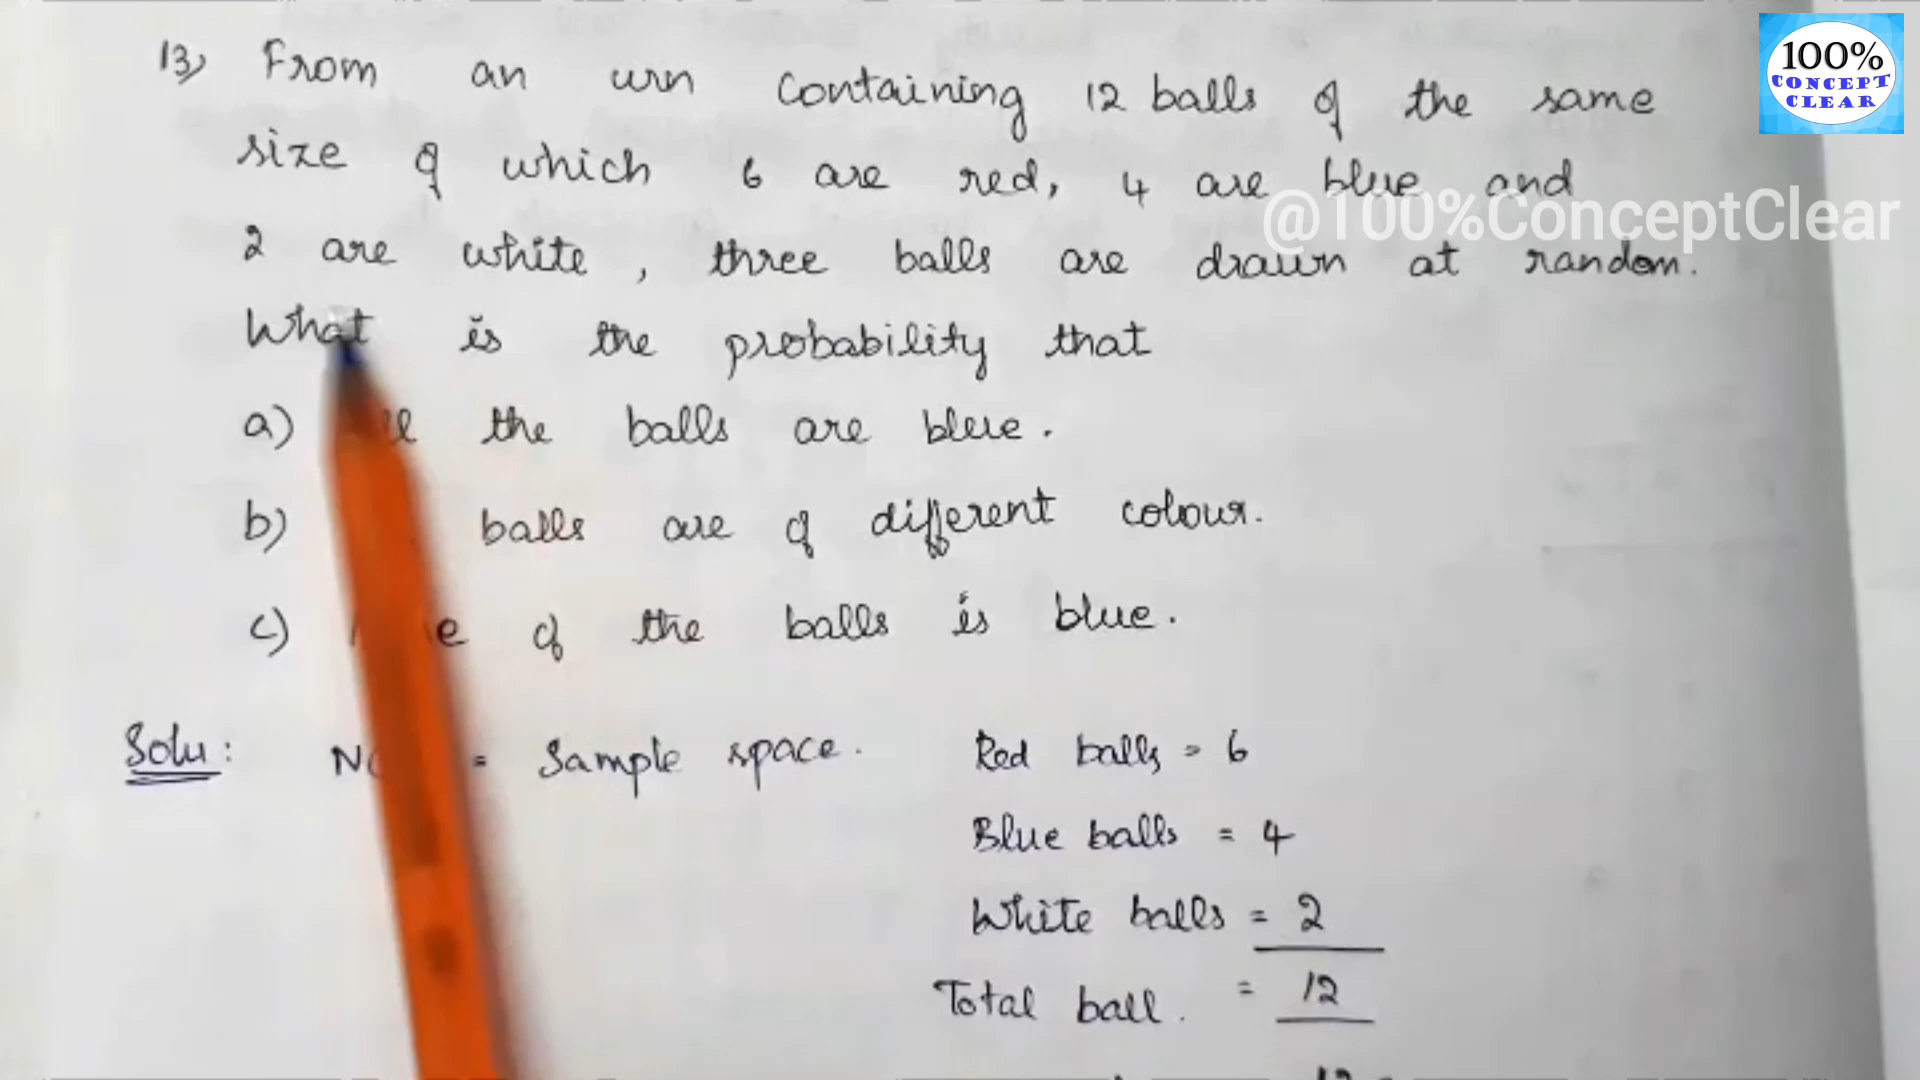 13) From an urn containing 12 balls of the same
size of which 6 are red, 4 are blue and
2 are white, three balls are drawn at random.
What is the probability that
a) the balls are blue.
b) balls are of different colour.
c) of the balls is blue.
Solu: = Sample space. Red balls = 6
Blue balls = 4
White balls = 2
Total ball. = 12
100%
CONCEPT
CLEAR
@100%ConceptClear